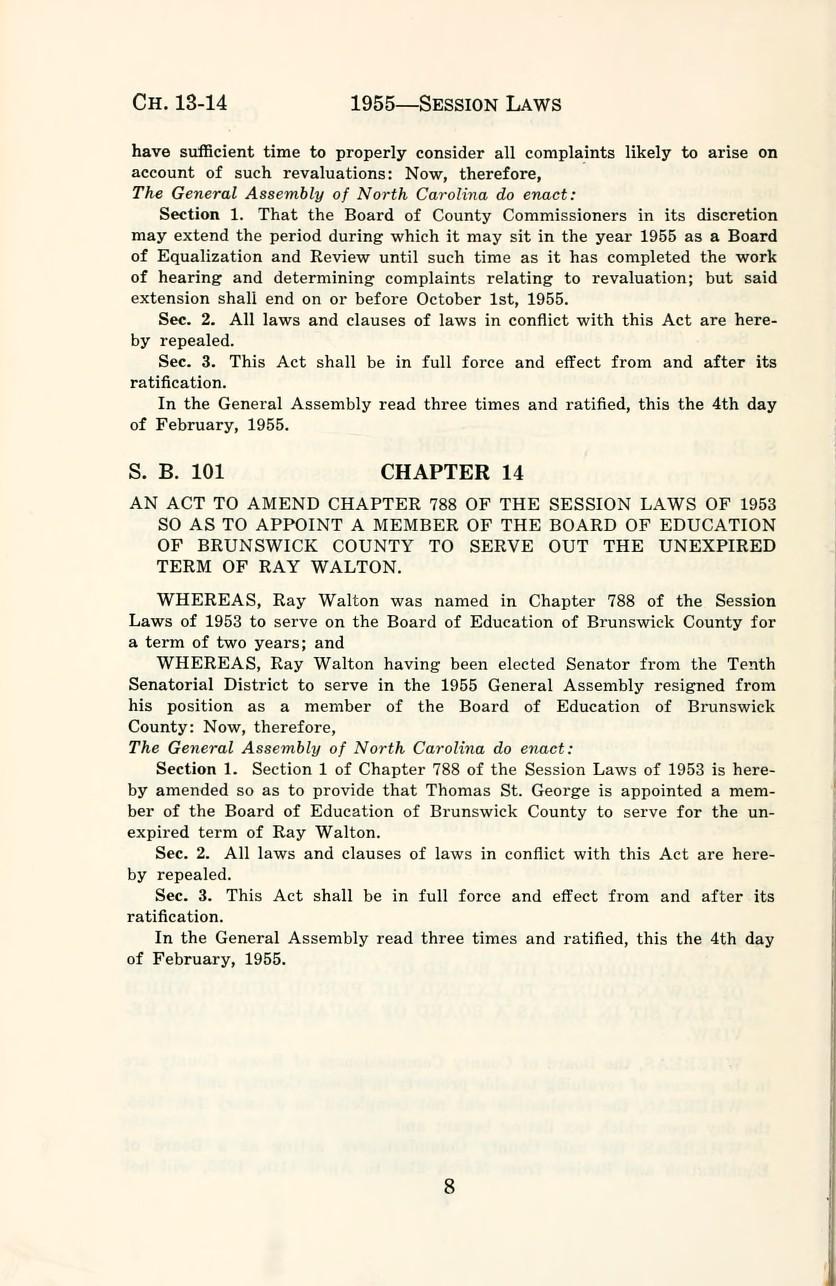 CH. 13-14 1955—SESSION LAWS
have sufficient time to properly consider all complaints likely to arise on
account of such revaluations: Now, therefore,
The General Assembly of North Carolina do enact:
Section 1. That the Board of County Commissioners in its discretion
may extend the period during which it may sit in the year 1955 as a Board
of Equalization and Review until such time as it has completed the work
of hearing and determining complaints relating to revaluation; but said
extension shall end on or before October 1st, 1955.
Sec. 2. All laws and clauses of laws in conflict with this Act are here-
by repealed.
Sec. 3. This Act shall be in full force and effect from and after its
ratification.
In the General Assembly read three times and ratified, this the 4th day
of February, 1955.
S. B. 101 CHAPTER 14
AN ACT TO AMEND CHAPTER 788 OF THE SESSION LAWS OF 1953
SO AS TO APPOINT A MEMBER OF THE BOARD OF EDUCATION
OF BRUNSWICK COUNTY TO SERVE OUT THE UNEXPIRED
TERM OF RAY WALTON.
WHEREAS, Ray Walton was named in Chapter 788 of the Session
Laws of 1953 to serve on the Board of Education of Brunswick County for
a term of two years; and
WHEREAS, Ray Walton having been elected Senator from the Tenth
Senatorial District to serve in the 1955 General Assembly resigned from
his position as a member of the Board of Education of Brunswick
County: Now, therefore,
The General Assembly of North Carolina do enact:
Section 1. Section 1 of Chapter 788 of the Session Laws of 1953 is here-
by amended so as to provide that Thomas St. George is appointed a mem-
ber of the Board of Education of Brunswick County to serve for the un-
expired term of Ray Walton.
Sec. 2. All laws and clauses of laws in conflict with this Act are here-
by repealed.
Sec. 3. This Act shall be in full force and effect from and after its
ratification.
In the General Assembly read three times and ratified, this the 4th day
of February, 1955.
8